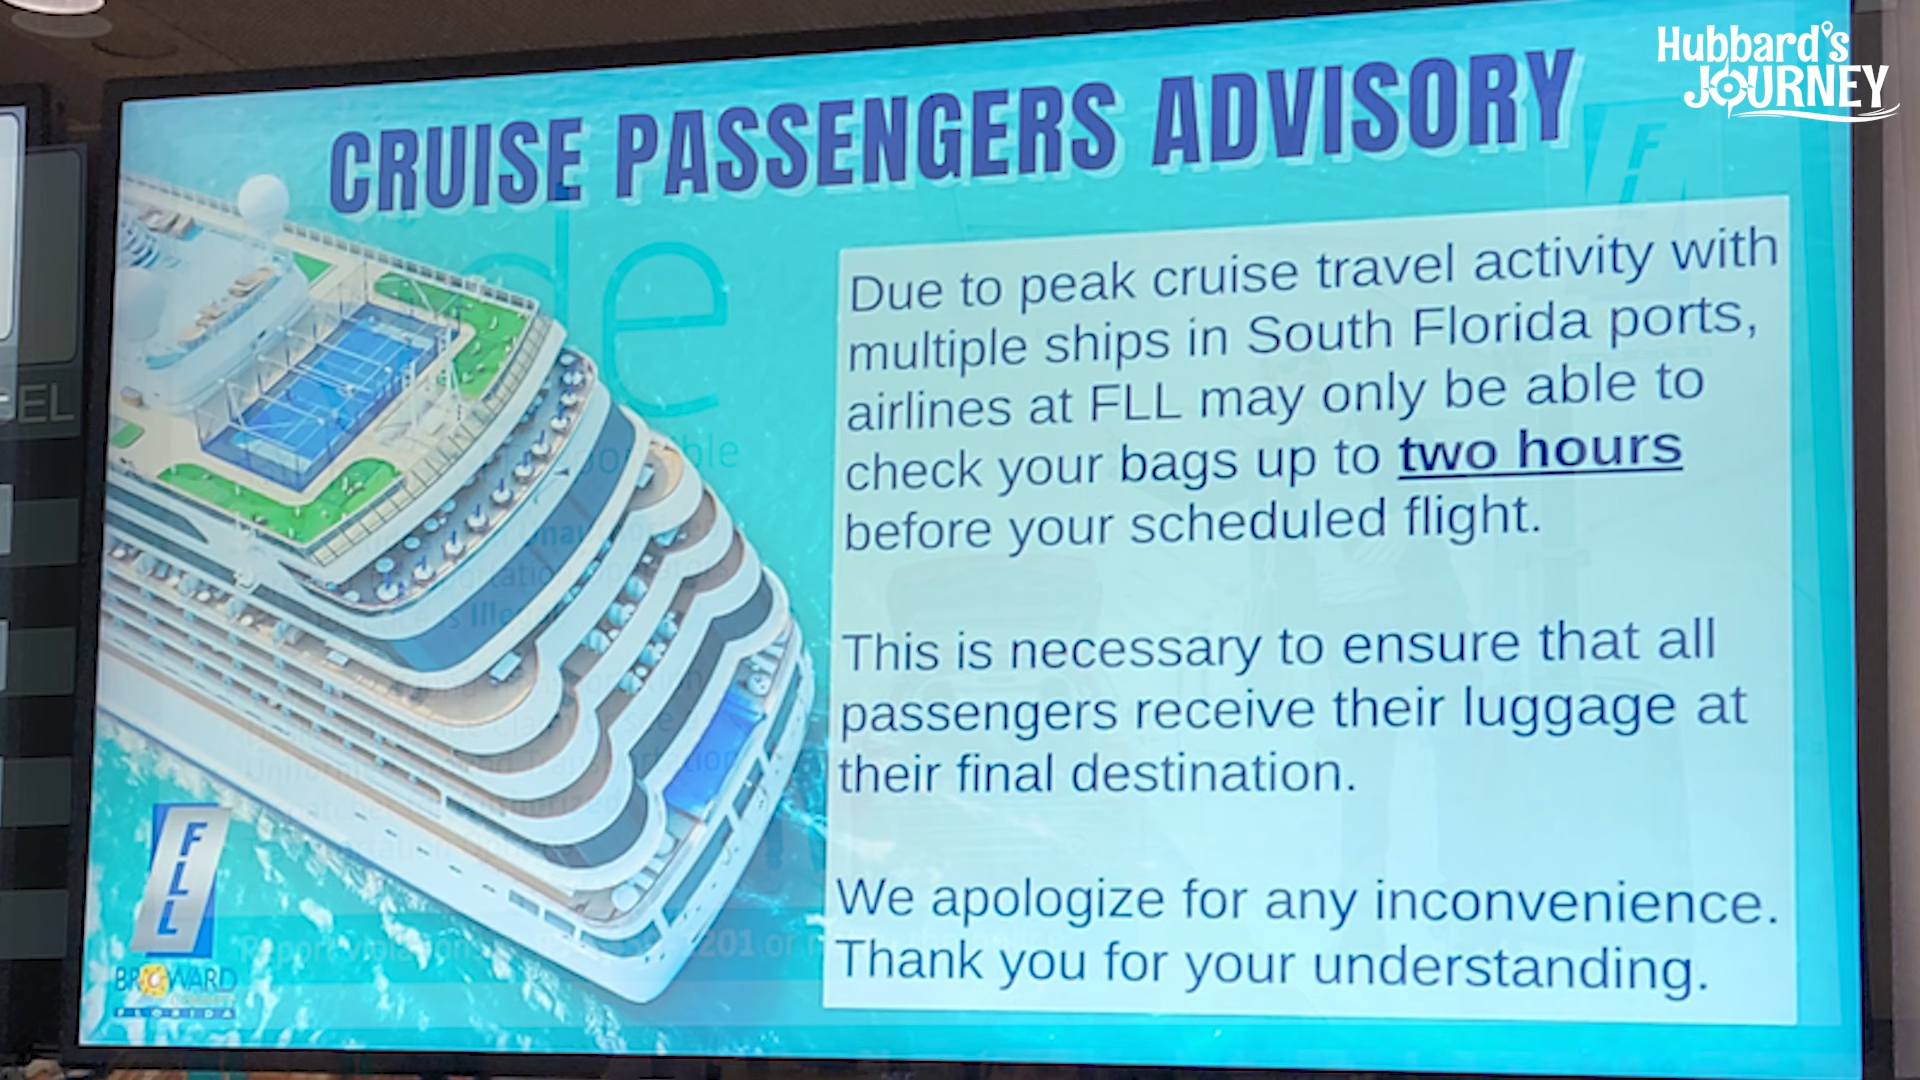 Hubbard's
JOURNEY
CRUISE PASSENGERS ADVISORY
Due to peak cruise travel activity with
multiple ships in South Florida ports,
airlines at FLL may only be able to
check your bags up to two hours
before your scheduled flight.
This is necessary to ensure that all
passengers receive their luggage at
their final destination.
We apologize for any inconvenience.
Thank you for your understanding.
FLL
BROWARD
COUNTY
FLORIDA